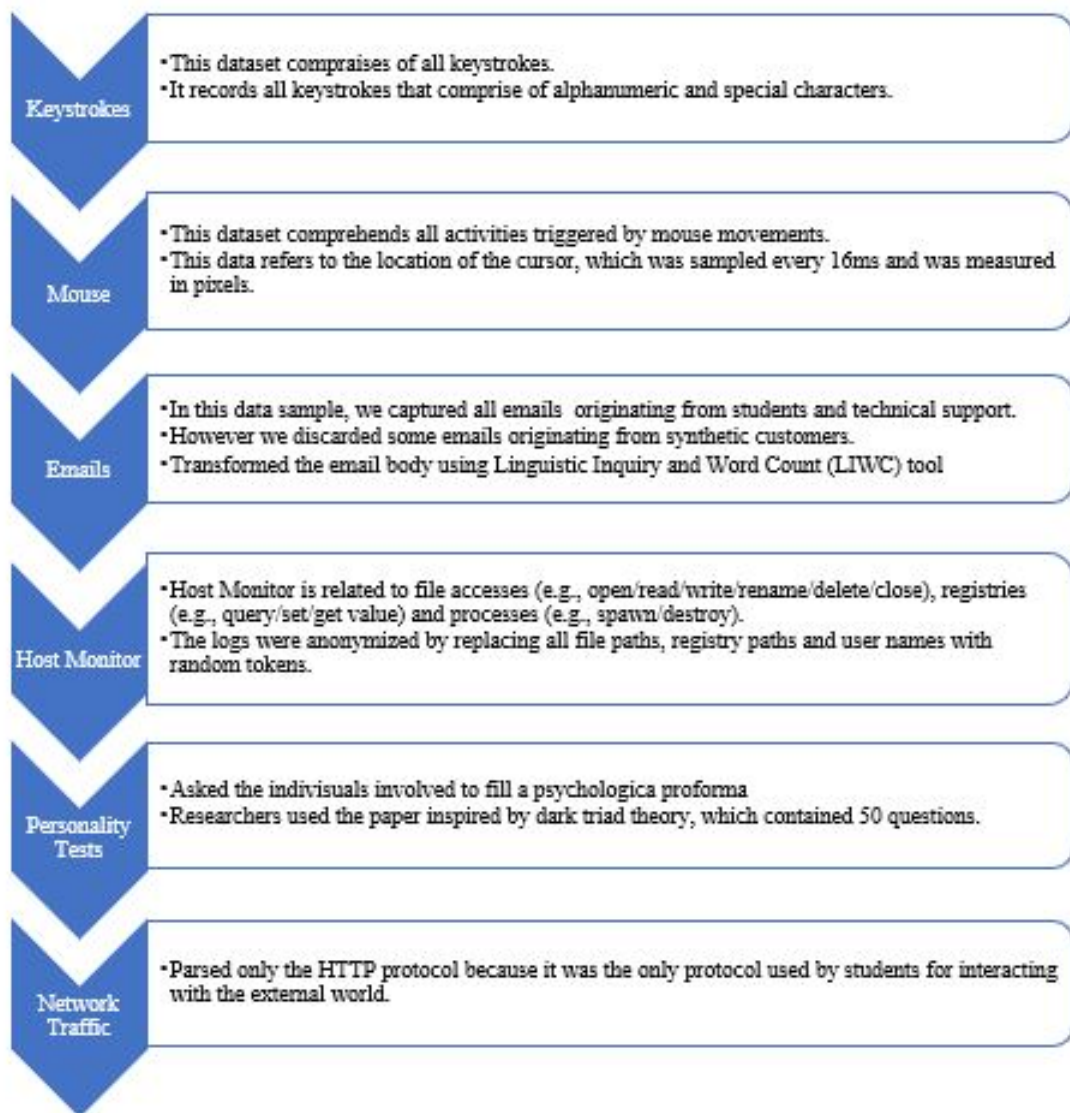 Keystrokes
•This dataset compraises of all keystrokes.
•It records all keystrokes that comprise of alphanumeric and special characters.
Mouse
•This dataset comprehends all activities triggered by mouse movements.
•This data refers to the location of the cursor, which was sampled every 16ms and was measured
in pixels.
Emails
•In this data sample, we captured all emails originating from students and technical support.
•However we discarded some emails originating from synthetic customers.
•Transformed the email body using Linguistic Inquiry and Word Count (LIWC) tool
Host Monitor
•Host Monitor is related to file accesses (e.g., open/read/write/rename/delete/close), registries
(e.g., query/set/get value) and processes (e.g., spawn/destroy).
•The logs were anonymized by replacing all file paths, registry paths and user names with
random tokens.
Personality
Tests
•Asked the indivisuals involved to fill a psychologica proforma
•Researchers used the paper inspired by dark triad theory, which contained 50 questions.
Network
Traffic
•Parsed only the HTTP protocol because it was the only protocol used by students for interacting
with the external world.